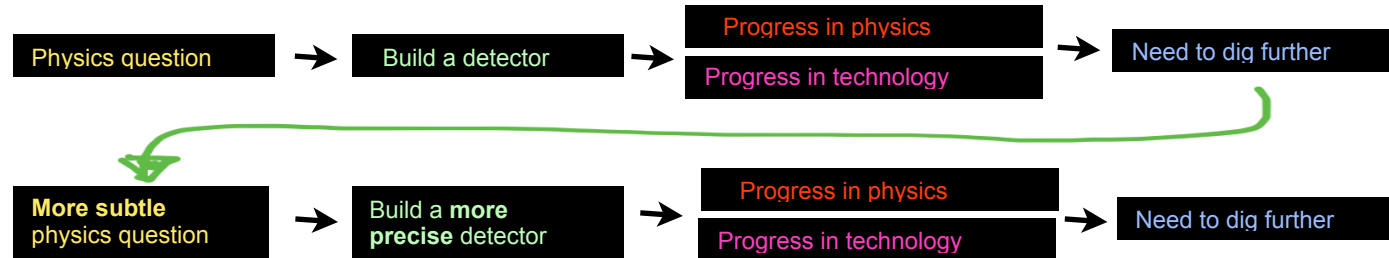 Physics question
Build a detector
Progress in physics
Progress in technology
Need to dig further
More subtle
physics question
Build a more
precise detector
Progress in physics
Progress in technology
Need to dig further